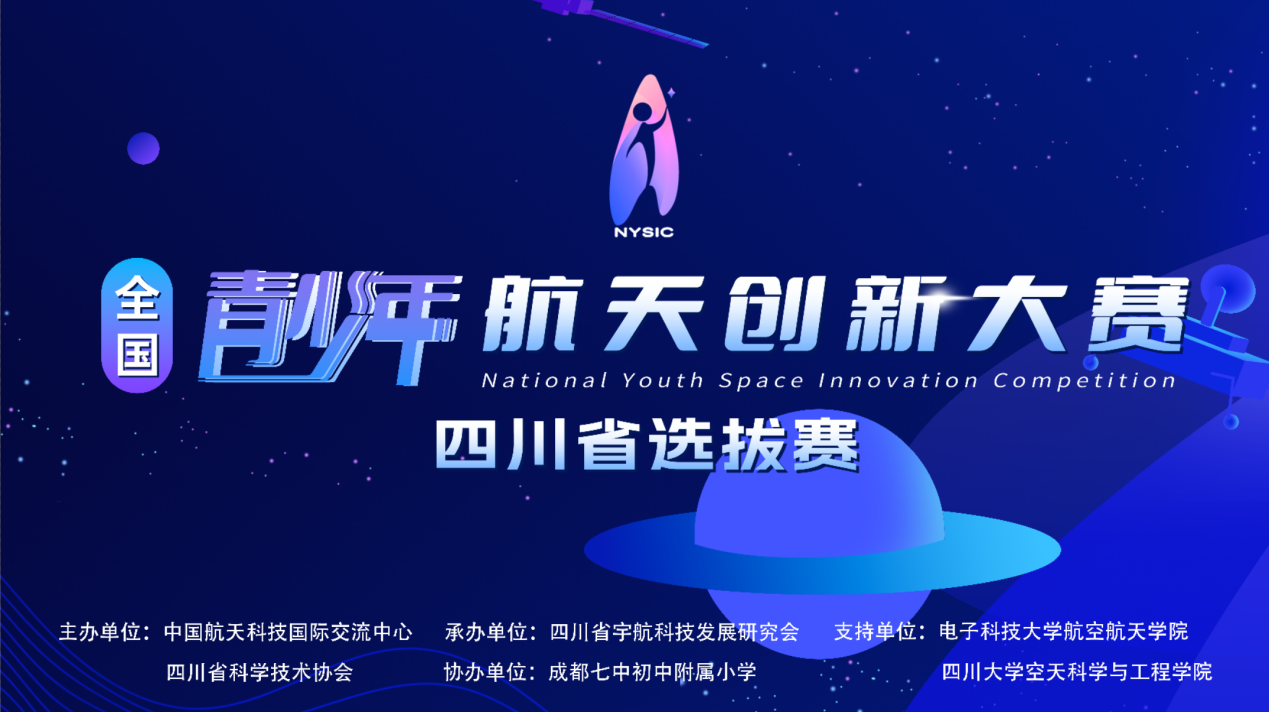 NYSIC
全国青少年航天创新大赛
National Youth Space Innovation Competition
四川省选拔赛
主办单位：中国航天科技国际交流中心 承办单位：四川省宇航科技发展研究会 支持单位：电子科技大学航空航天学院
四川省科学技术协会 协办单位：成都七中初中附属小学 四川大学空天科学与工程学院